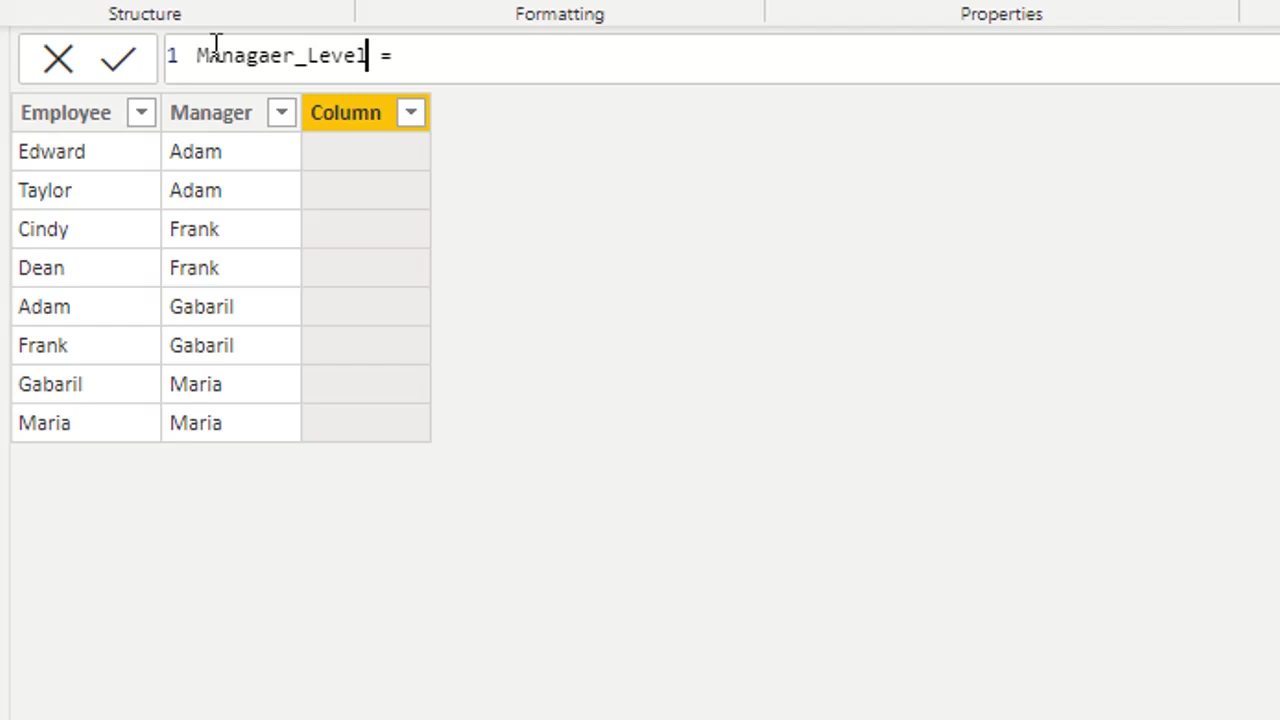 Structure Formatting Properties
1 Managaer_Level =
Employee Manager Column
Edward Adam
Taylor Adam
Cindy Frank
Dean Frank
Adam Gabaril
Frank Gabaril
Gabaril Maria
Maria Maria